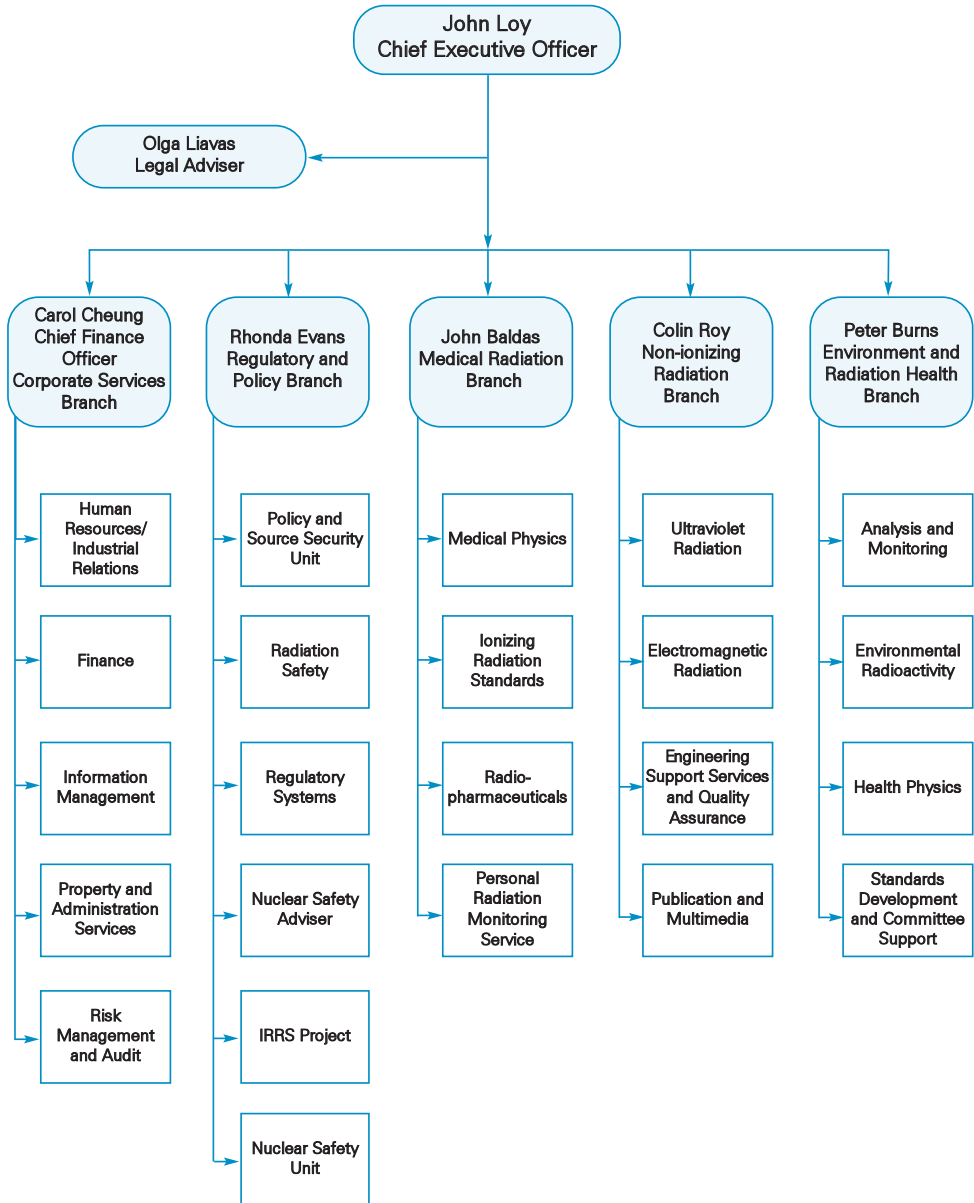 John Loy
Chief Executive Officer
Olga Liavas
Legal Adviser
Carol Cheung
Chief Finance
Officer
Corporate Services
Branch
Rhonda Evans
Regulatory and
Policy Branch
John Baldas
Medical Radiation
Branch
Colin Roy
Non-ionizing
Radiation
Branch
Peter Burns
Environment and
Radiation Health
Branch
Human
Resources/
Industrial
Relations
Finance
Information
Management
Property and
Administration
Services
Risk
Management
and Audit
Policy and
Source Security
Unit
Radiation
Safety
Regulatory
Systems
Nuclear Safety
Adviser
IRRS Project
Nuclear Safety
Unit
Medical Physics
Ionizing
Radiation
Standards
Radio-
pharmaceuticals
Personal
Radiation
Monitoring
Service
Ultraviolet
Radiation
Electromagnetic
Radiation
Engineering
Support Services
and Quality
Assurance
Publication and
Multimedia
Analysis and
Monitoring
Environmental
Radioactivity
Health Physics
Standards
Development
and Committee
Support